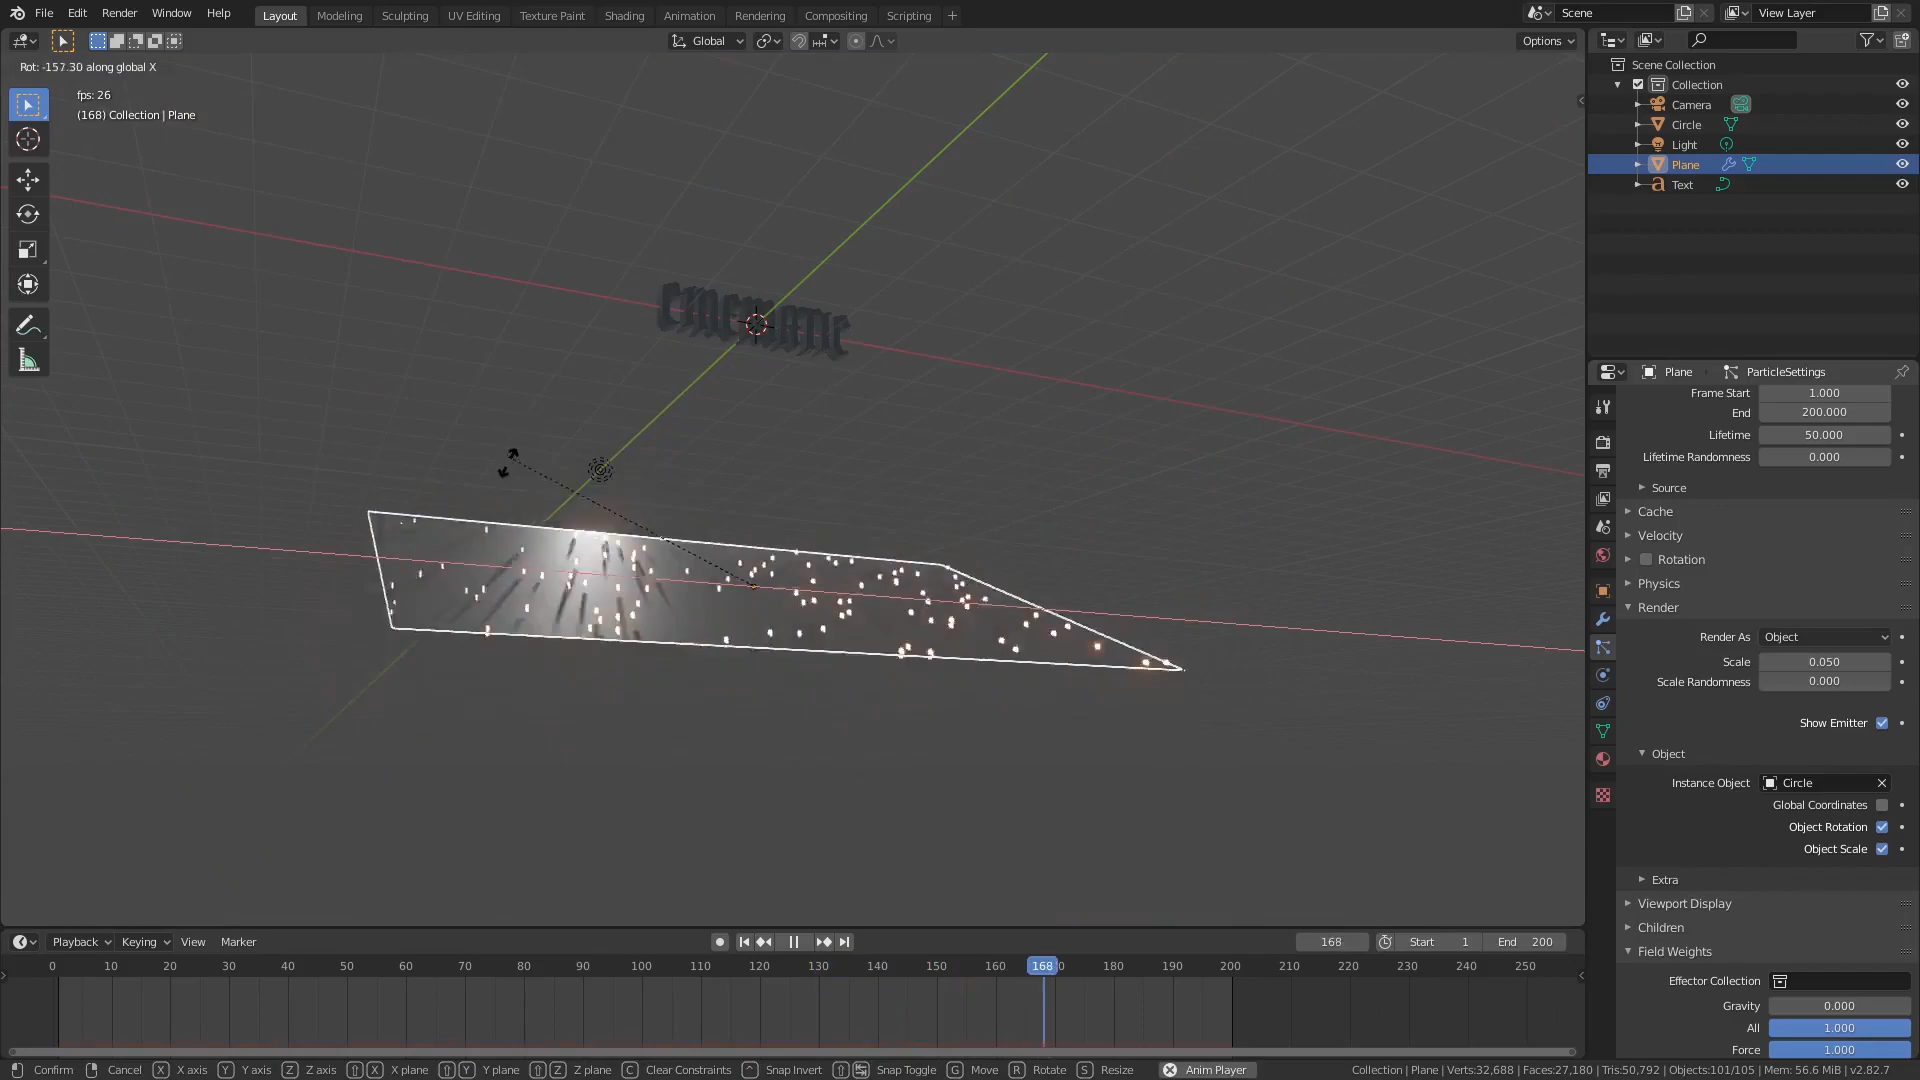 File Edit Render Window Help
Layout Modeling Sculpting UV Editing Texture Paint Shading Animation Rendering Compositing Scripting +
Scene
View Layer
Global
Options
Rot: -157.30 along global X
fps: 26
(168) Collection | Plane
cinematic
Scene Collection
Collection
Camera
Circle
Light
Plane
Text
Plane ParticleSettings
Frame Start 1.000
End 200.000
Lifetime 50.000
Lifetime Randomness 0.000
Source
Cache
Velocity
Rotation
Physics
Render
Render As Object
Scale 0.050
Scale Randomness 0.000
Show Emitter
Object
Instance Object Circle
Global Coordinates
Object Rotation
Object Scale
Extra
Viewport Display
Children
Field Weights
Effector Collection
Gravity 0.000
All 1.000
Force 1.000
Playback Keying View Marker
168 Start 1 End 200
0 10 20 30 40 50 60 70 80 90 100 110 120 130 140 150 160 168 180 190 200 210 220 230 240 250
Confirm Cancel X X axis Y Y axis Z Z axis X X plane Y Y plane Z Z plane C Clear Constraints ^ Snap Invert Snap Toggle G Move R Rotate S Resize Anim Player
Collection | Plane | Verts:32,688 | Faces:27,180 | Tris:50,792 | Objects:101/105 | Mem: 56.6 MiB | v2.82.7